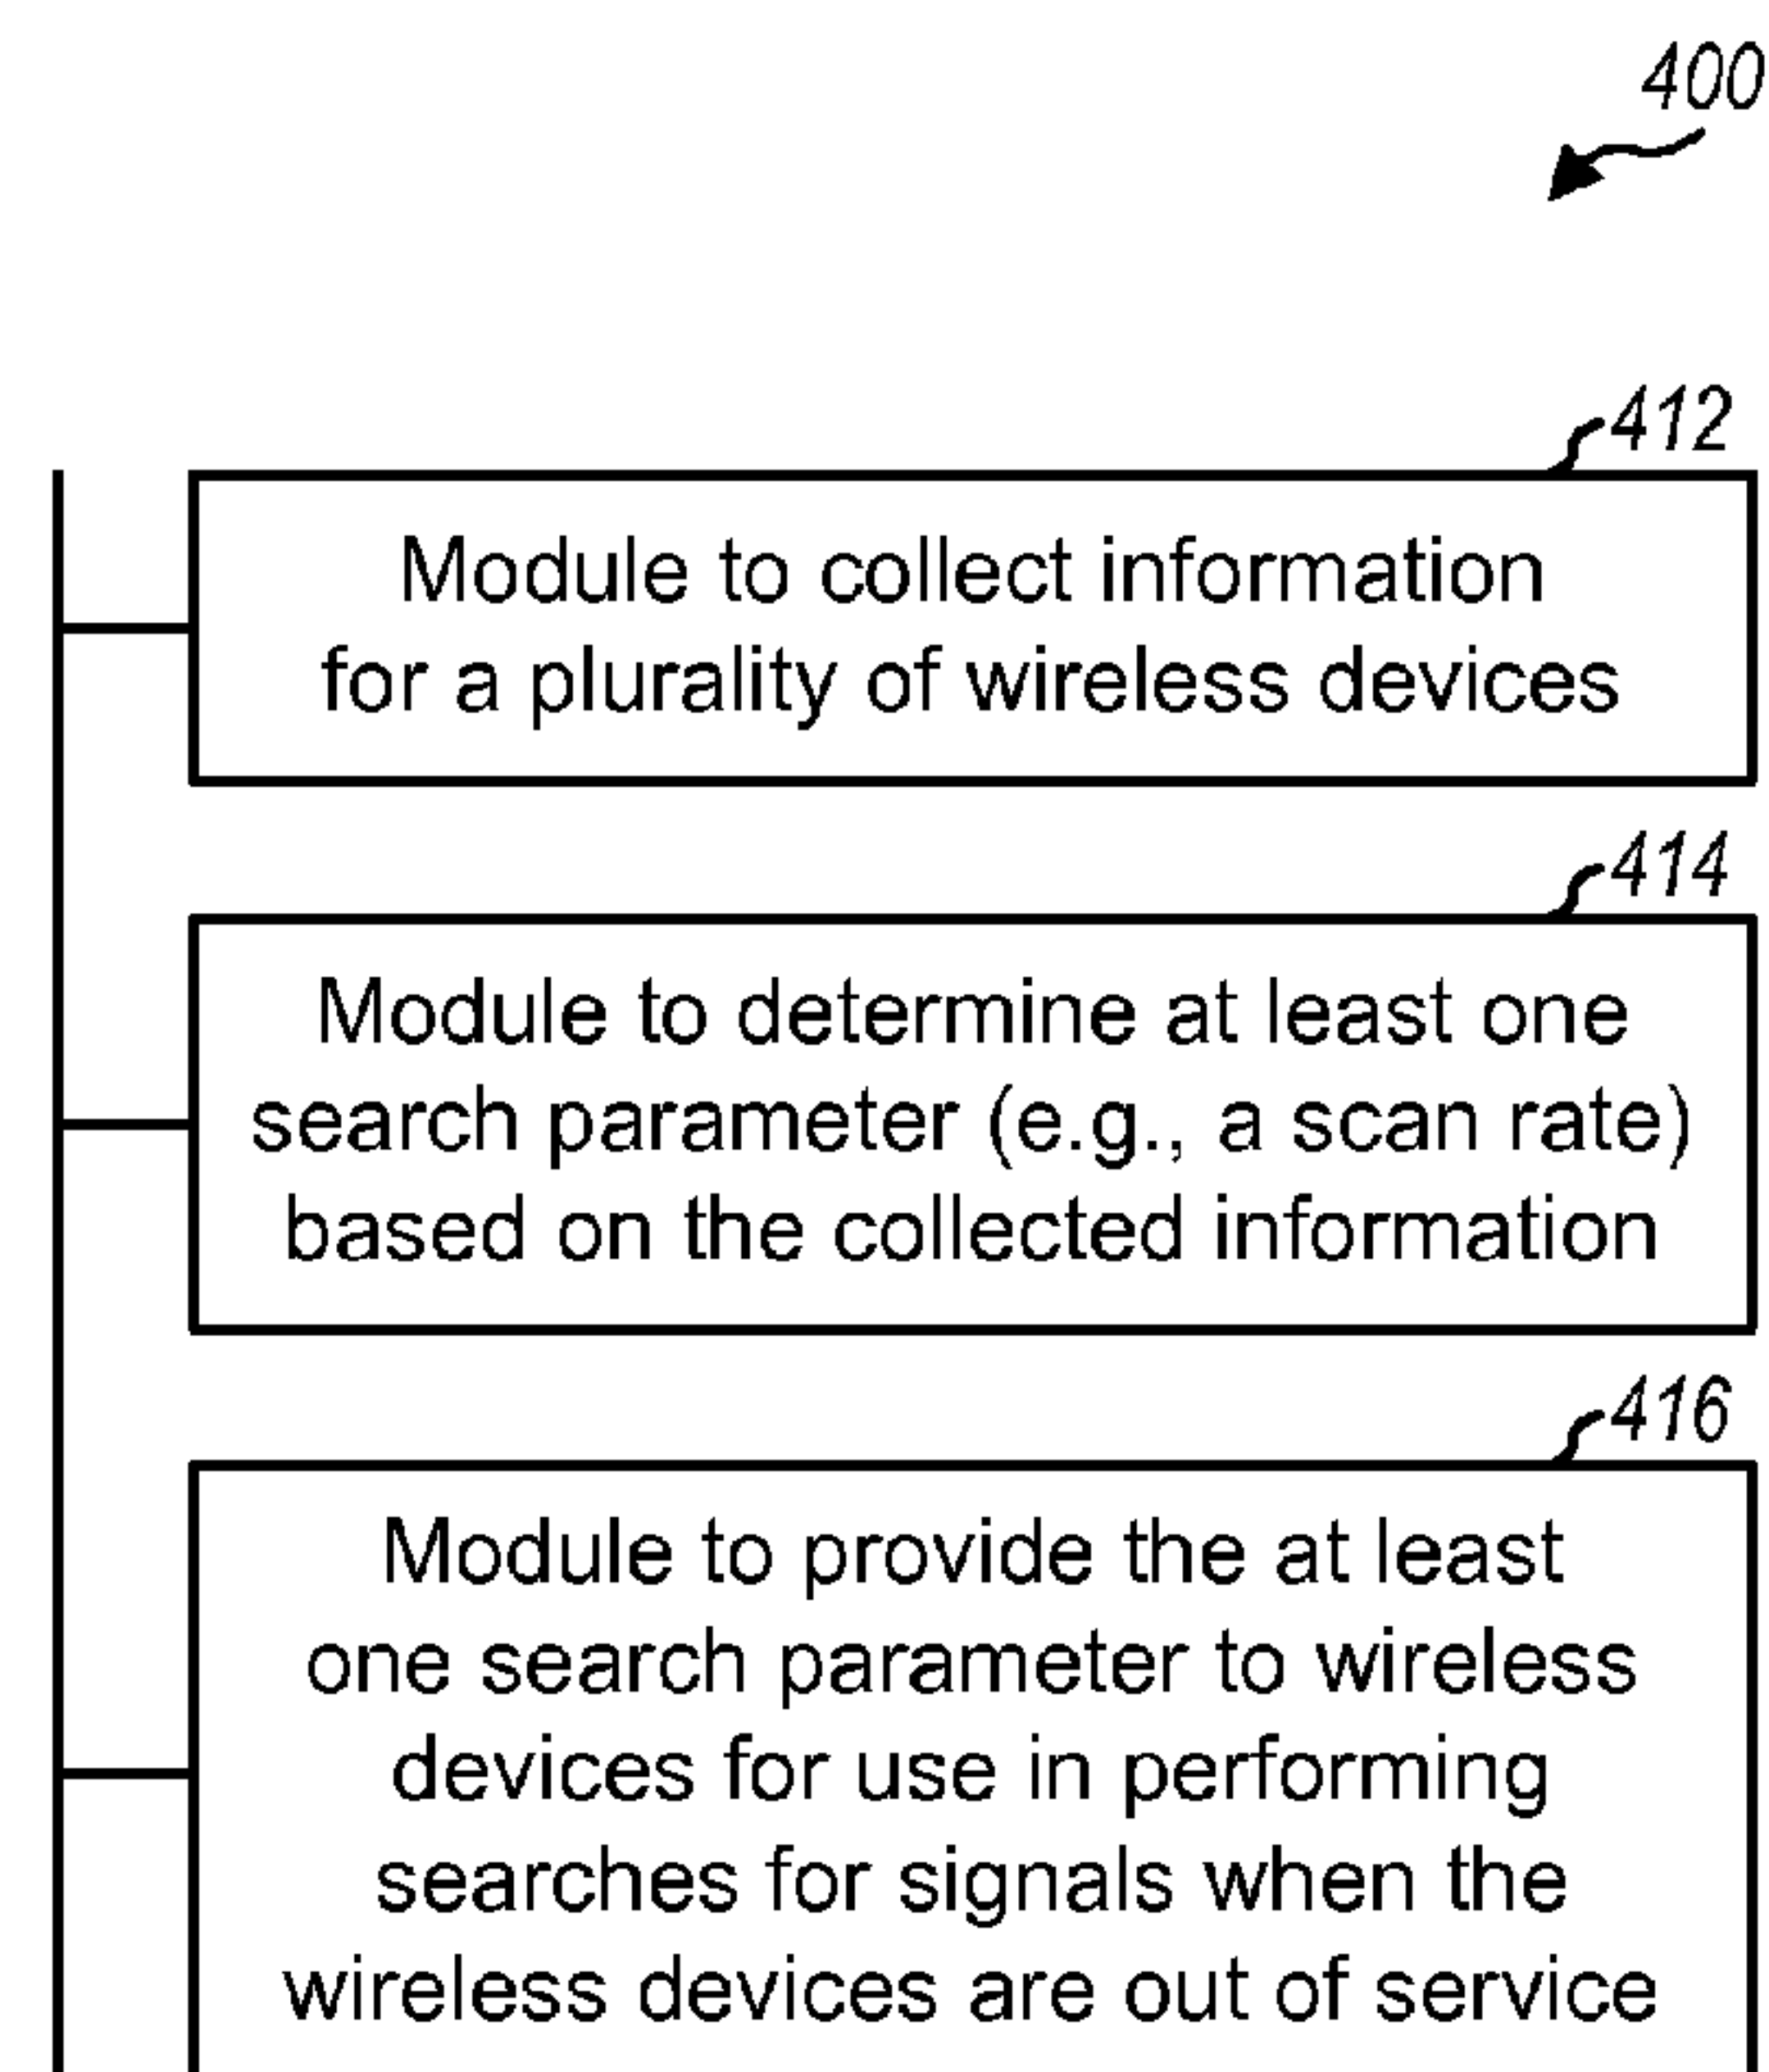 400
412
Module to collect information
for a plurality of wireless devices
414
Module to determine at least one
search parameter (e.g., a scan rate)
based on the collected information
416
Module to provide the at least
one search parameter to wireless
devices for use in performing
searches for signals when the
wireless devices are out of service